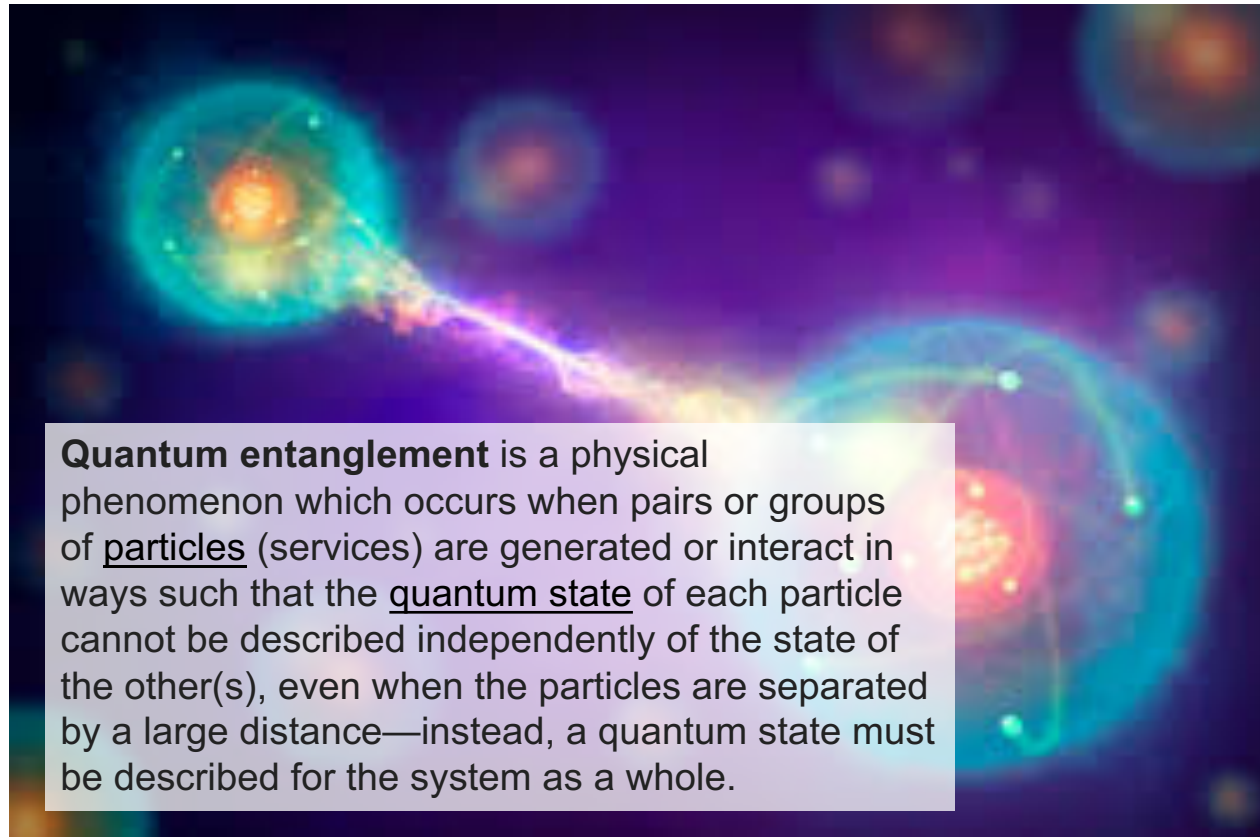 Quantum entanglement is a physical
phenomenon which occurs when pairs or groups
of particles (services) are generated or interact in
ways such that the quantum state of each particle
cannot be described independently of the state of
the other(s), even when the particles are separated
by a large distance—instead, a quantum state must
be described for the system as a whole.